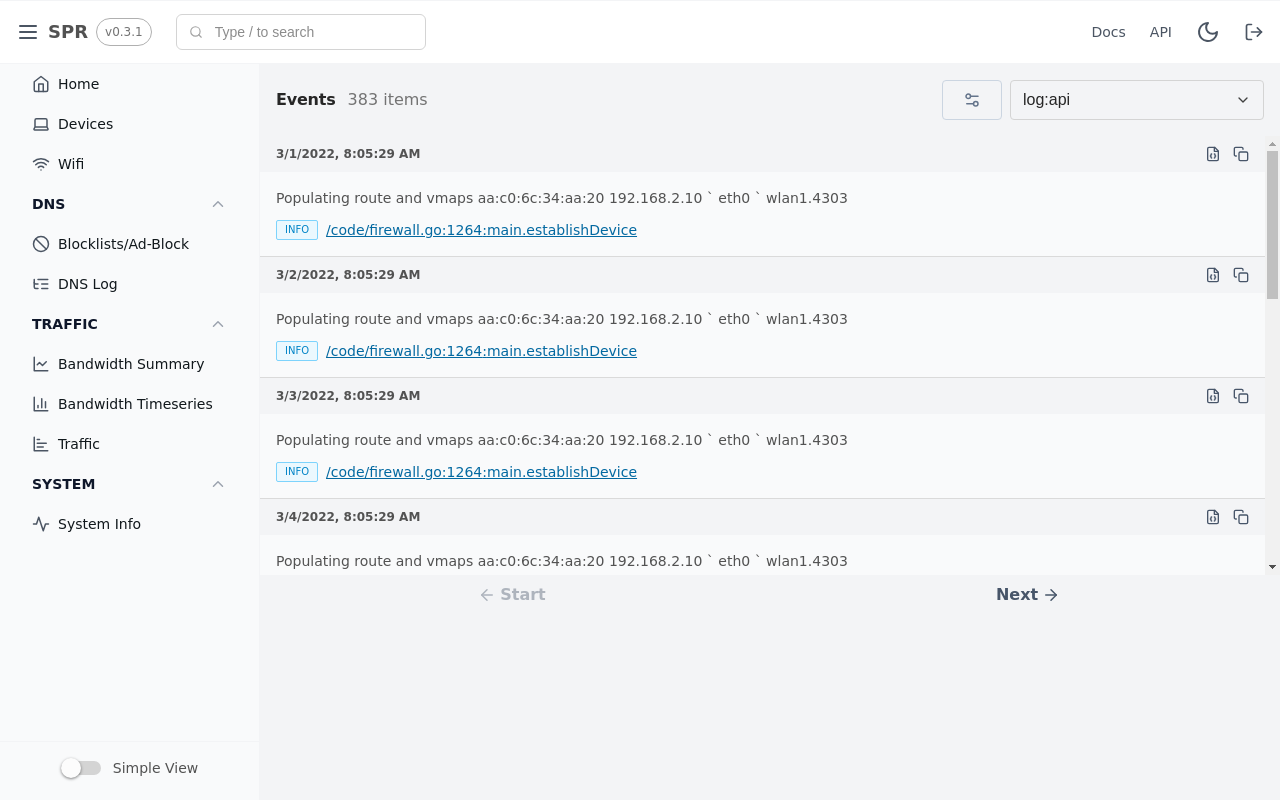 SPR v0.3.1 Type / to search Docs API
Home
Devices
Wifi
DNS
Blocklists/Ad-Block
DNS Log
TRAFFIC
Bandwidth Summary
Bandwidth Timeseries
Traffic
SYSTEM
System Info
Simple View
Events 383 items log:api
3/1/2022, 8:05:29 AM
Populating route and vmaps aa:c0:6c:34:aa:20 192.168.2.10 ` eth0 ` wlan1.4303
INFO /code/firewall.go:1264:main.establishDevice
3/2/2022, 8:05:29 AM
Populating route and vmaps aa:c0:6c:34:aa:20 192.168.2.10 ` eth0 ` wlan1.4303
INFO /code/firewall.go:1264:main.establishDevice
3/3/2022, 8:05:29 AM
Populating route and vmaps aa:c0:6c:34:aa:20 192.168.2.10 ` eth0 ` wlan1.4303
INFO /code/firewall.go:1264:main.establishDevice
3/4/2022, 8:05:29 AM
Populating route and vmaps aa:c0:6c:34:aa:20 192.168.2.10 ` eth0 ` wlan1.4303
Start Next